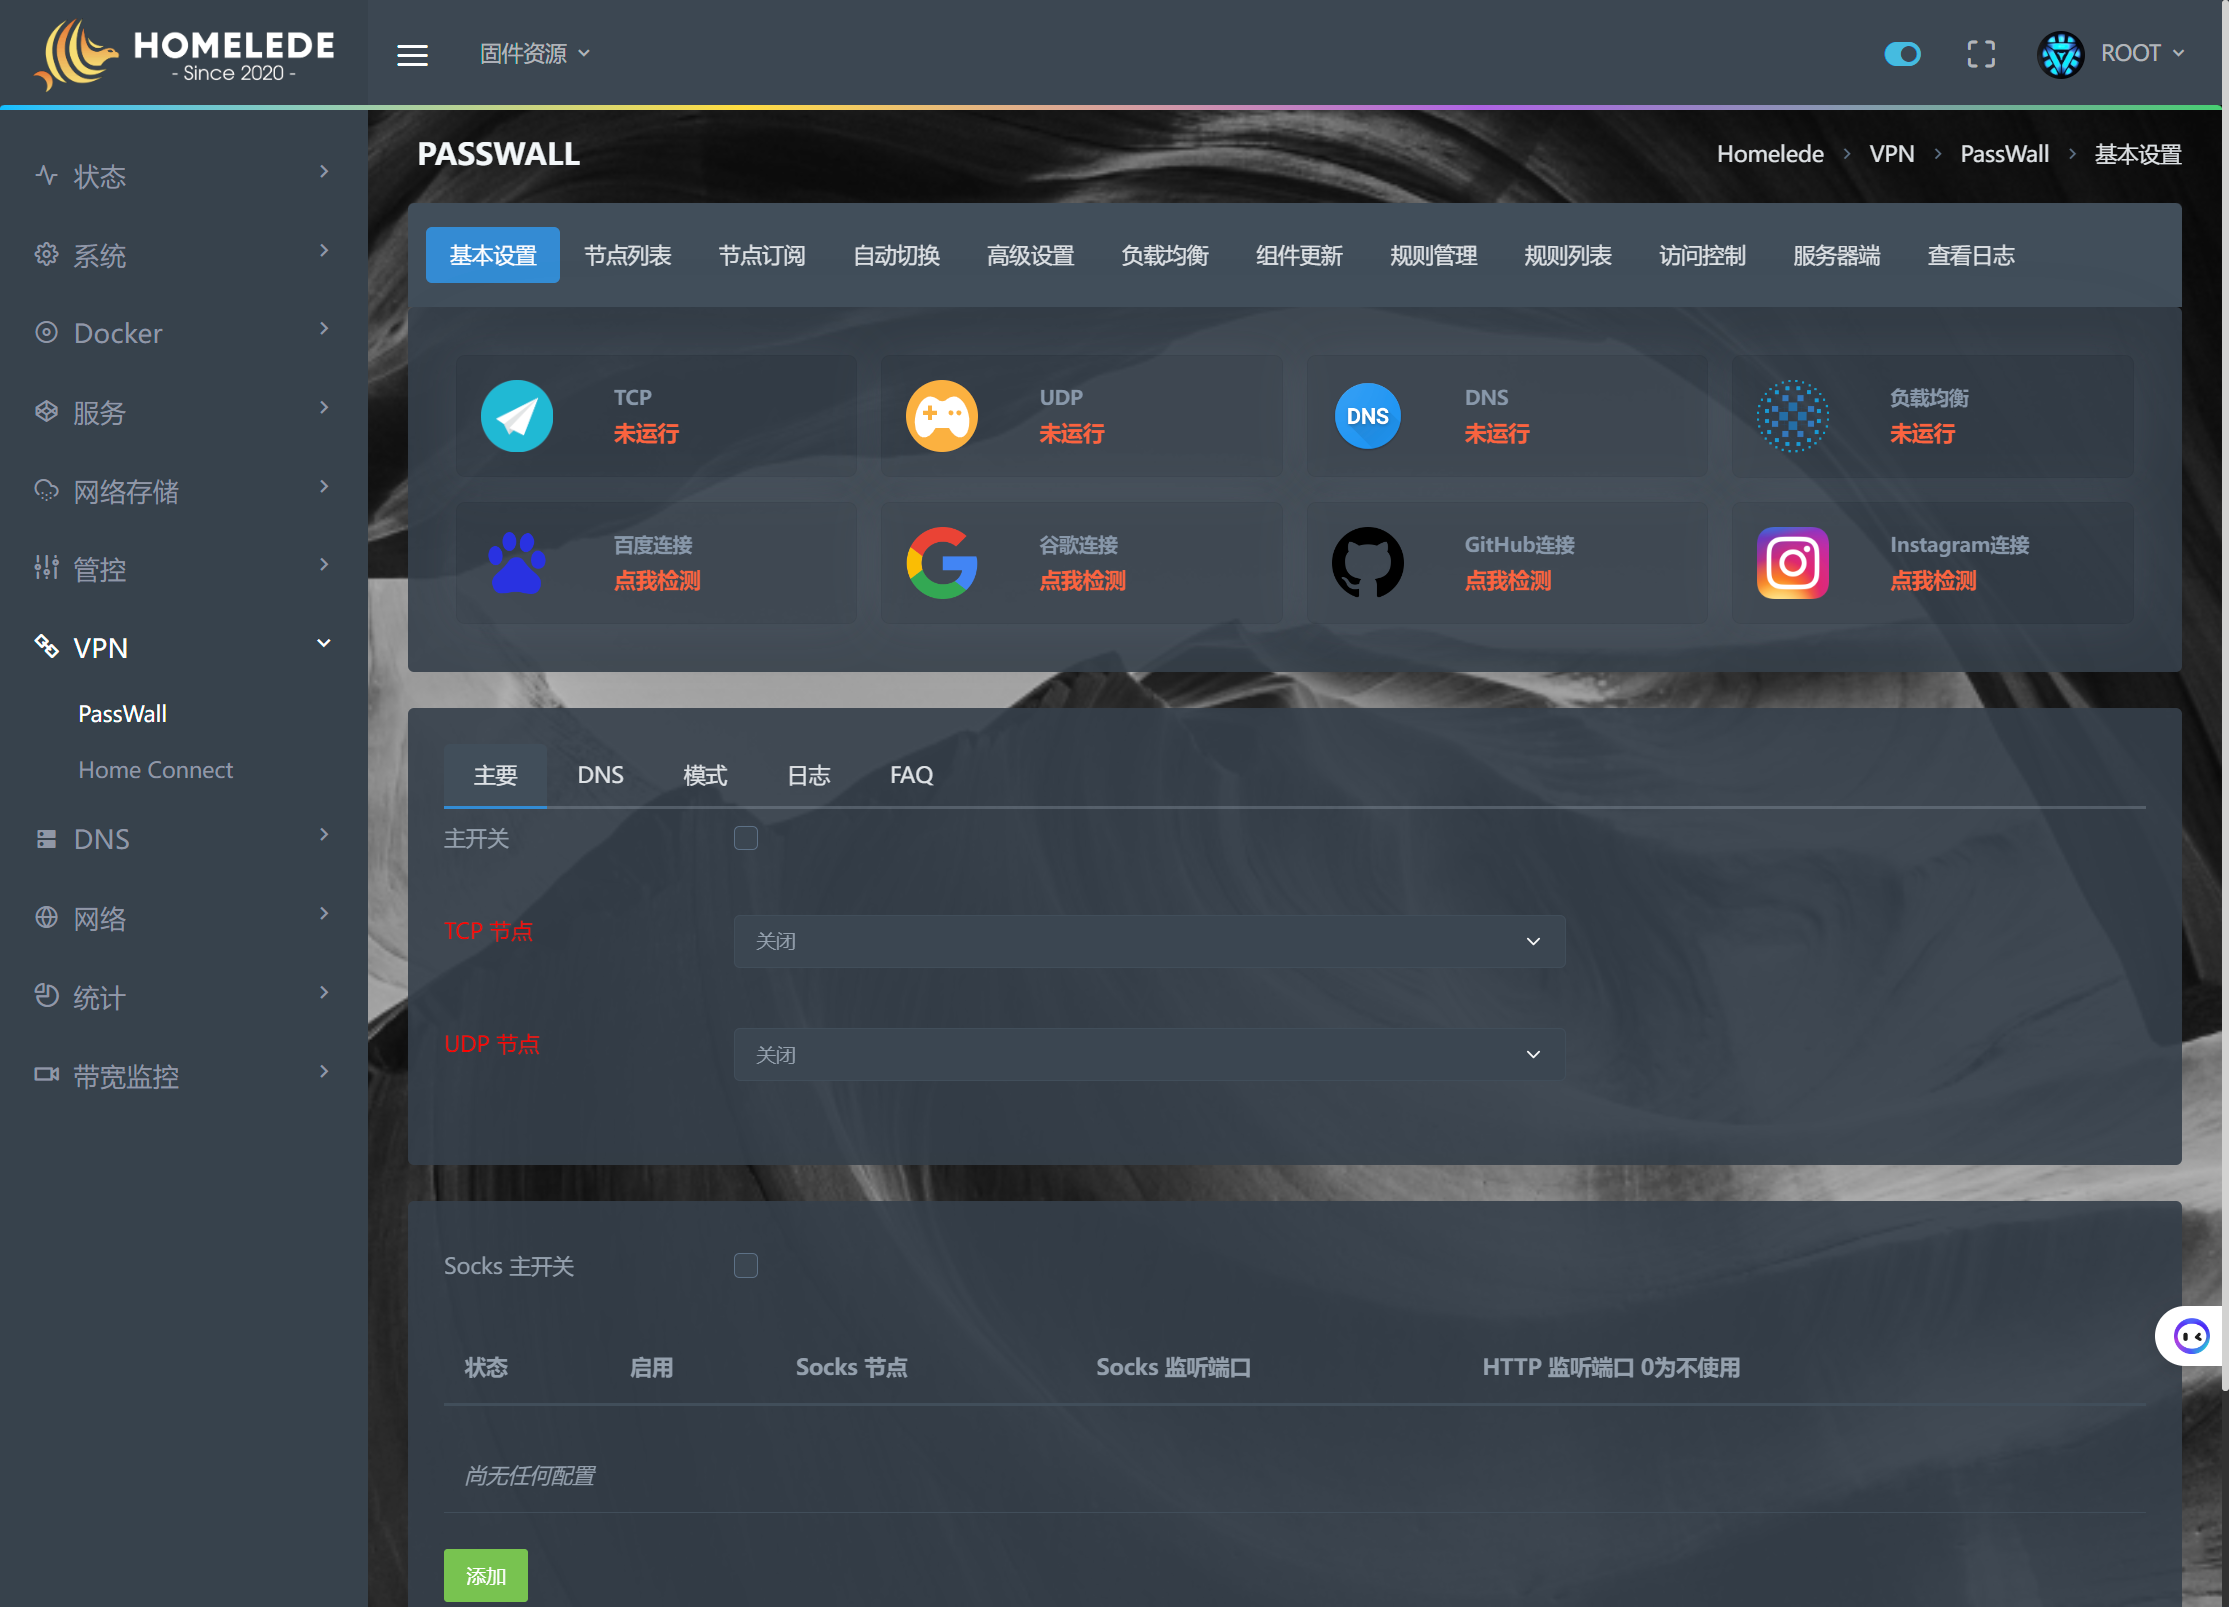 HOMELEDE
- Since 2020 -
固件资源
ROOT
状态
系统
Docker
服务
网络存储
管控
VPN
PassWall
Home Connect
DNS
网络
统计
带宽监控
PASSWALL
Homelede > VPN > PassWall > 基本设置
基本设置 节点列表 节点订阅 自动切换 高级设置 负载均衡 组件更新 规则管理 规则列表 访问控制 服务器端 查看日志
TCP
未运行
UDP
未运行
DNS
DNS
未运行
负载均衡
未运行
百度连接
点我检测
谷歌连接
点我检测
GitHub连接
点我检测
Instagram连接
点我检测
主要 DNS 模式 日志 FAQ
主开关
TCP 节点
关闭
UDP 节点
关闭
Socks 主开关
状态 启用 Socks 节点 Socks 监听端口 HTTP 监听端口 0为不使用
尚无任何配置
添加